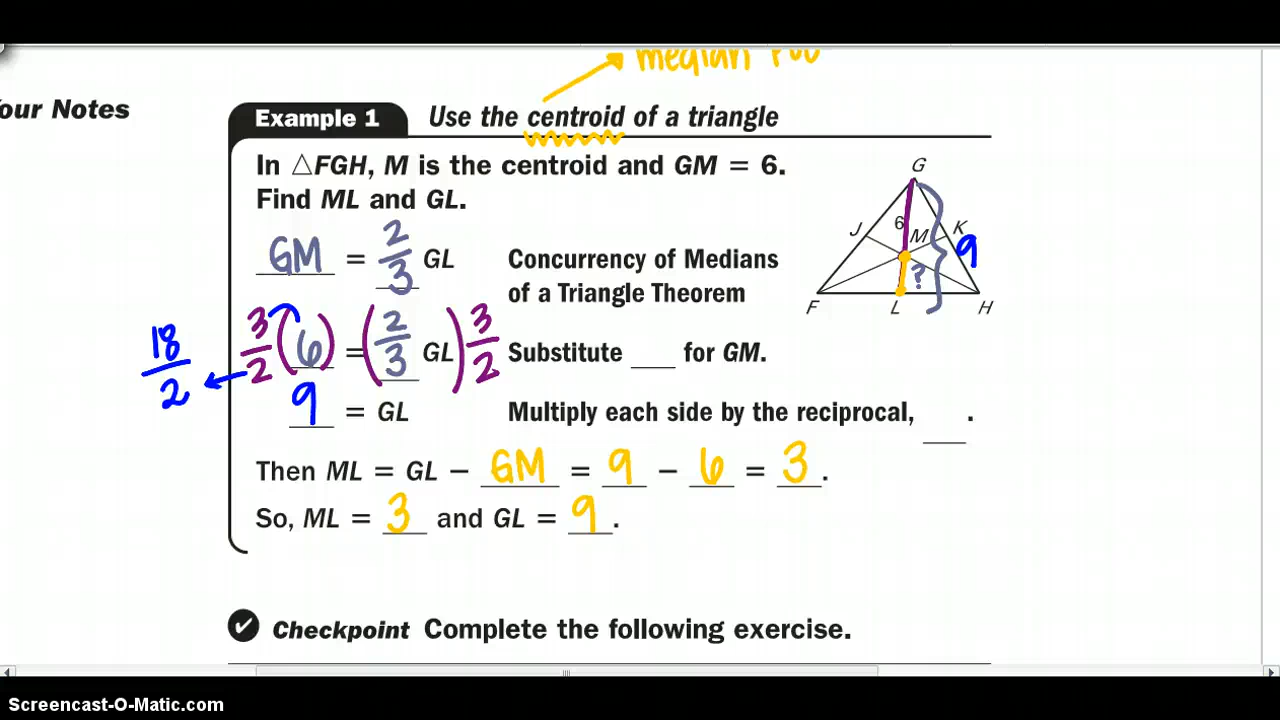 median
our Notes
Example 1 Use the centroid of a triangle
In △FGH, M is the centroid and GM = 6.
Find ML and GL.
GM = 2/3 GL Concurrency of Medians
of a Triangle Theorem
3/2 (6) = (2/3 GL) 3/2 Substitute ___ for GM.
18/2
9 = GL Multiply each side by the reciprocal, ___.
Then ML = GL − GM = 9 − 6 = 3.
So, ML = 3 and GL = 9.
G
J 6 M K 9
?
F L H
✔ Checkpoint Complete the following exercise.
Screencast-O-Matic.com